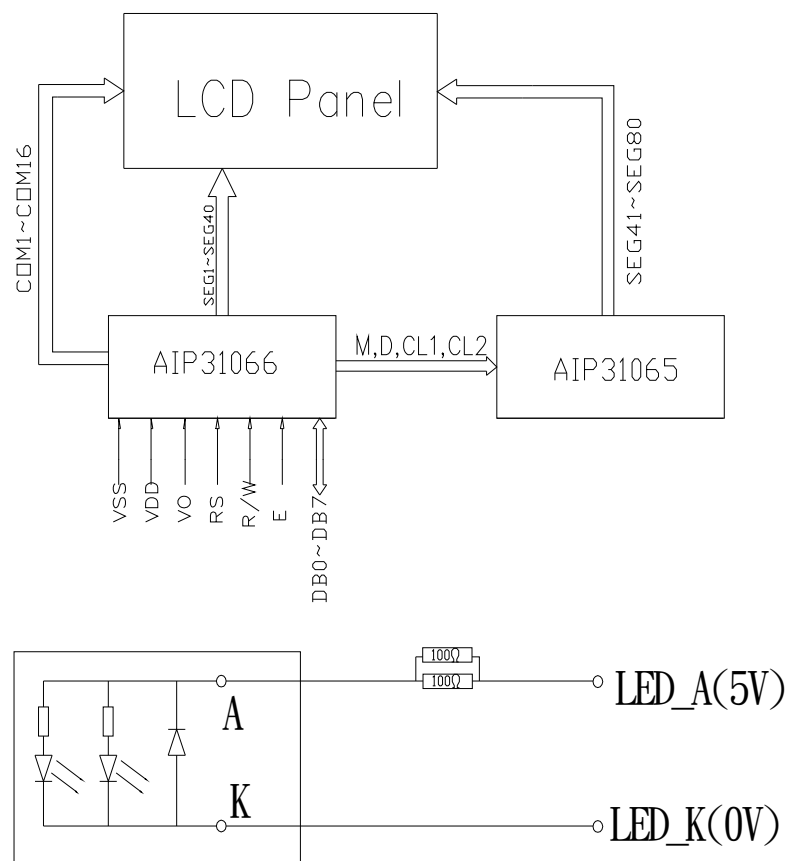 LCD Panel
COM1~COM16
SEG1~SEG40
SEG41~SEG80
AIP31066
M,D,CL1,CL2
AIP31065
VSS
VDD
VO
RS
R/W
E
DB0~DB7
100Ω
100Ω
LED_A(5V)
A
K
LED_K(0V)